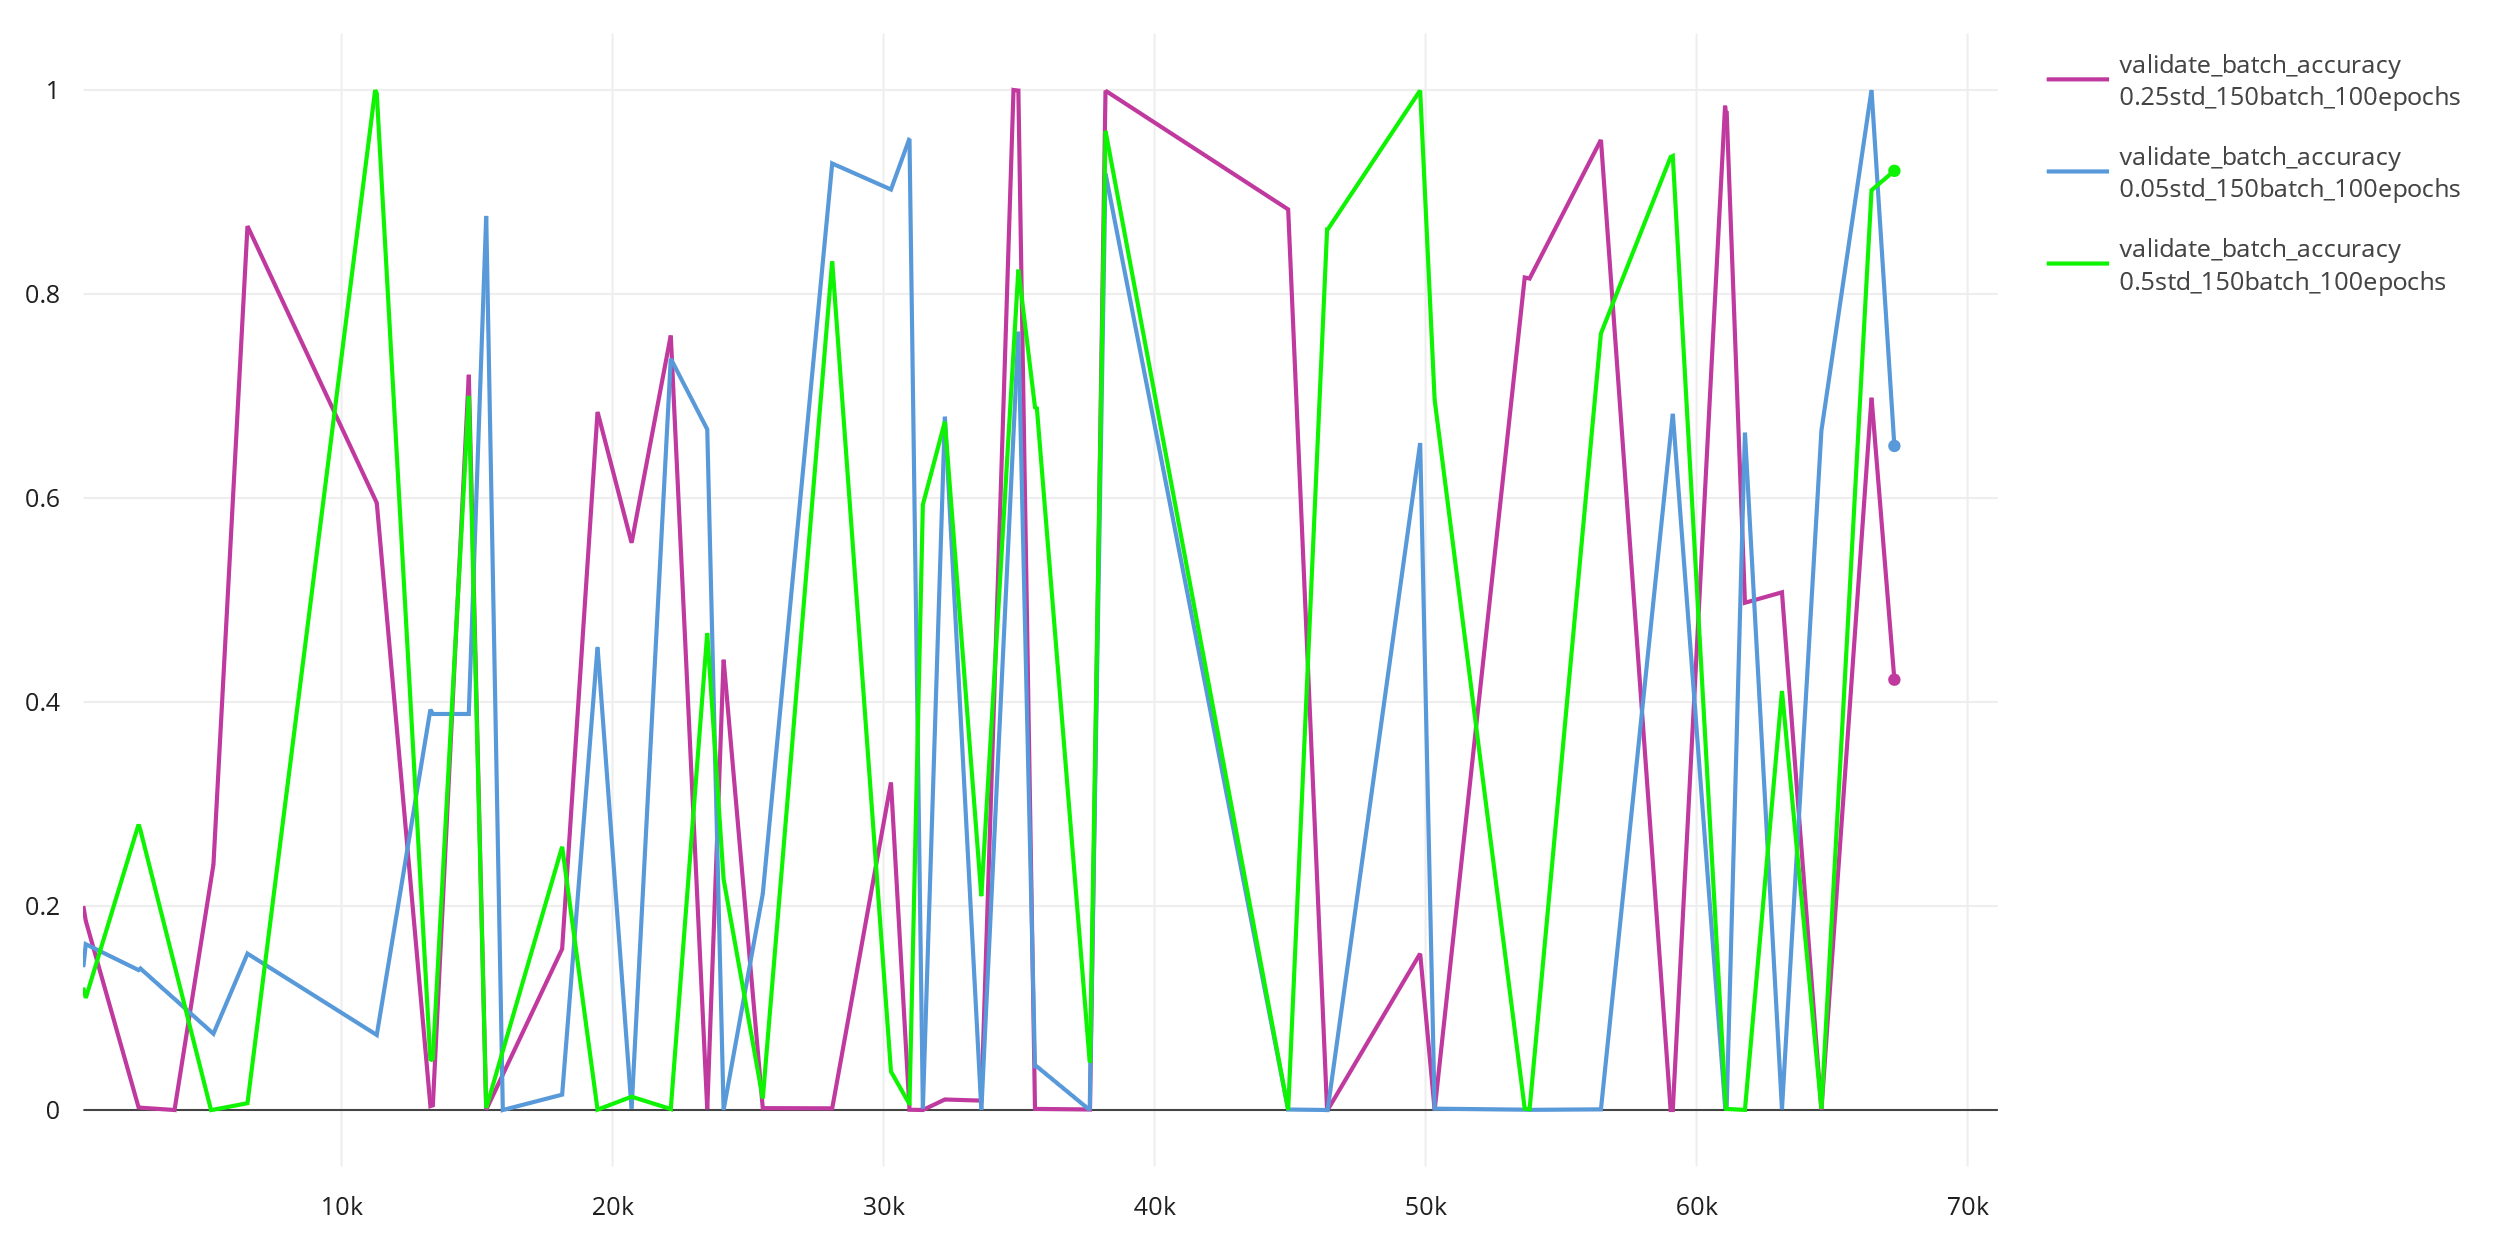 1
0.8
0.6
0.4
0.2
0
10k 20k 30k 40k 50k 60k 70k
validate_batch_accuracy
0.25std_150batch_100epochs
validate_batch_accuracy
0.05std_150batch_100epochs
validate_batch_accuracy
0.5std_150batch_100epochs